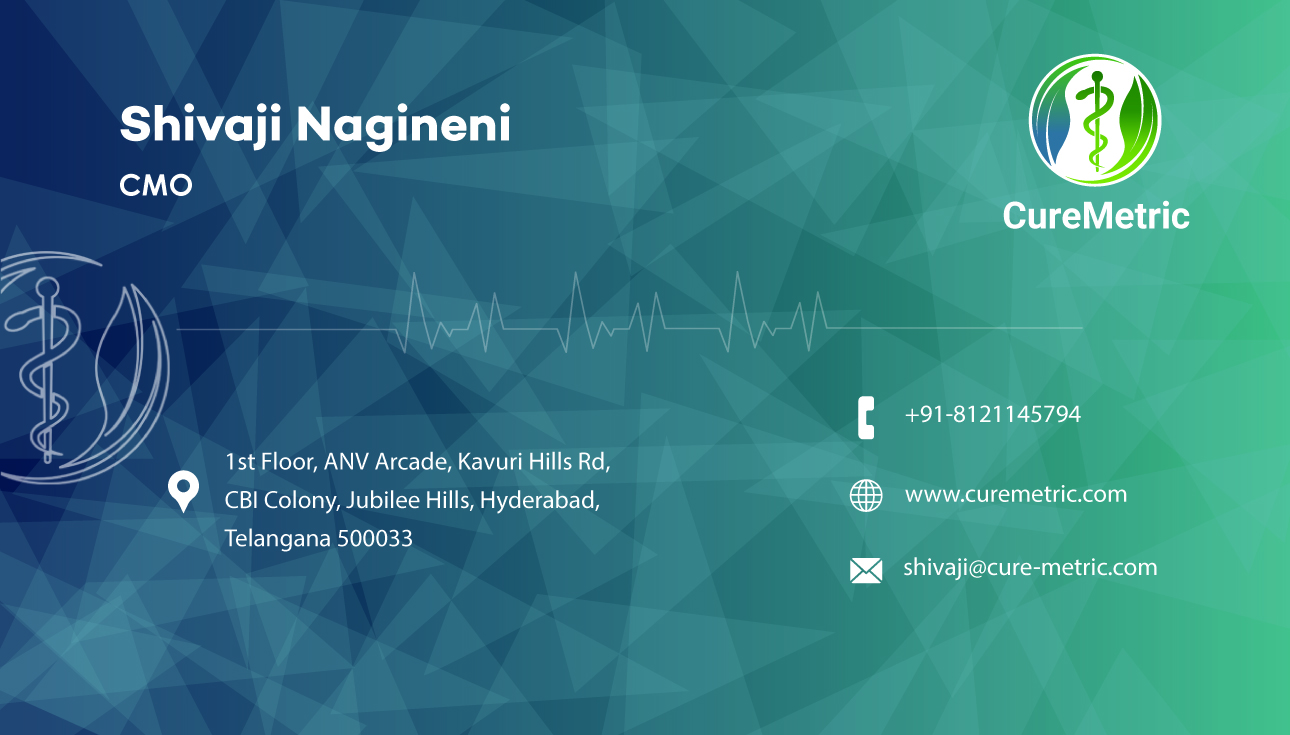 Shivaji Nagineni
CMO
CureMetric
1st Floor, ANV Arcade, Kavuri Hills Rd,
CBI Colony, Jubilee Hills, Hyderabad,
Telangana 500033
+91-8121145794
www.curemetric.com
shivaji@cure-metric.com